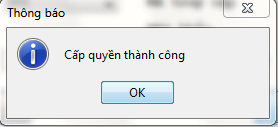 Thông báo
Cấp quyền thành công
OK